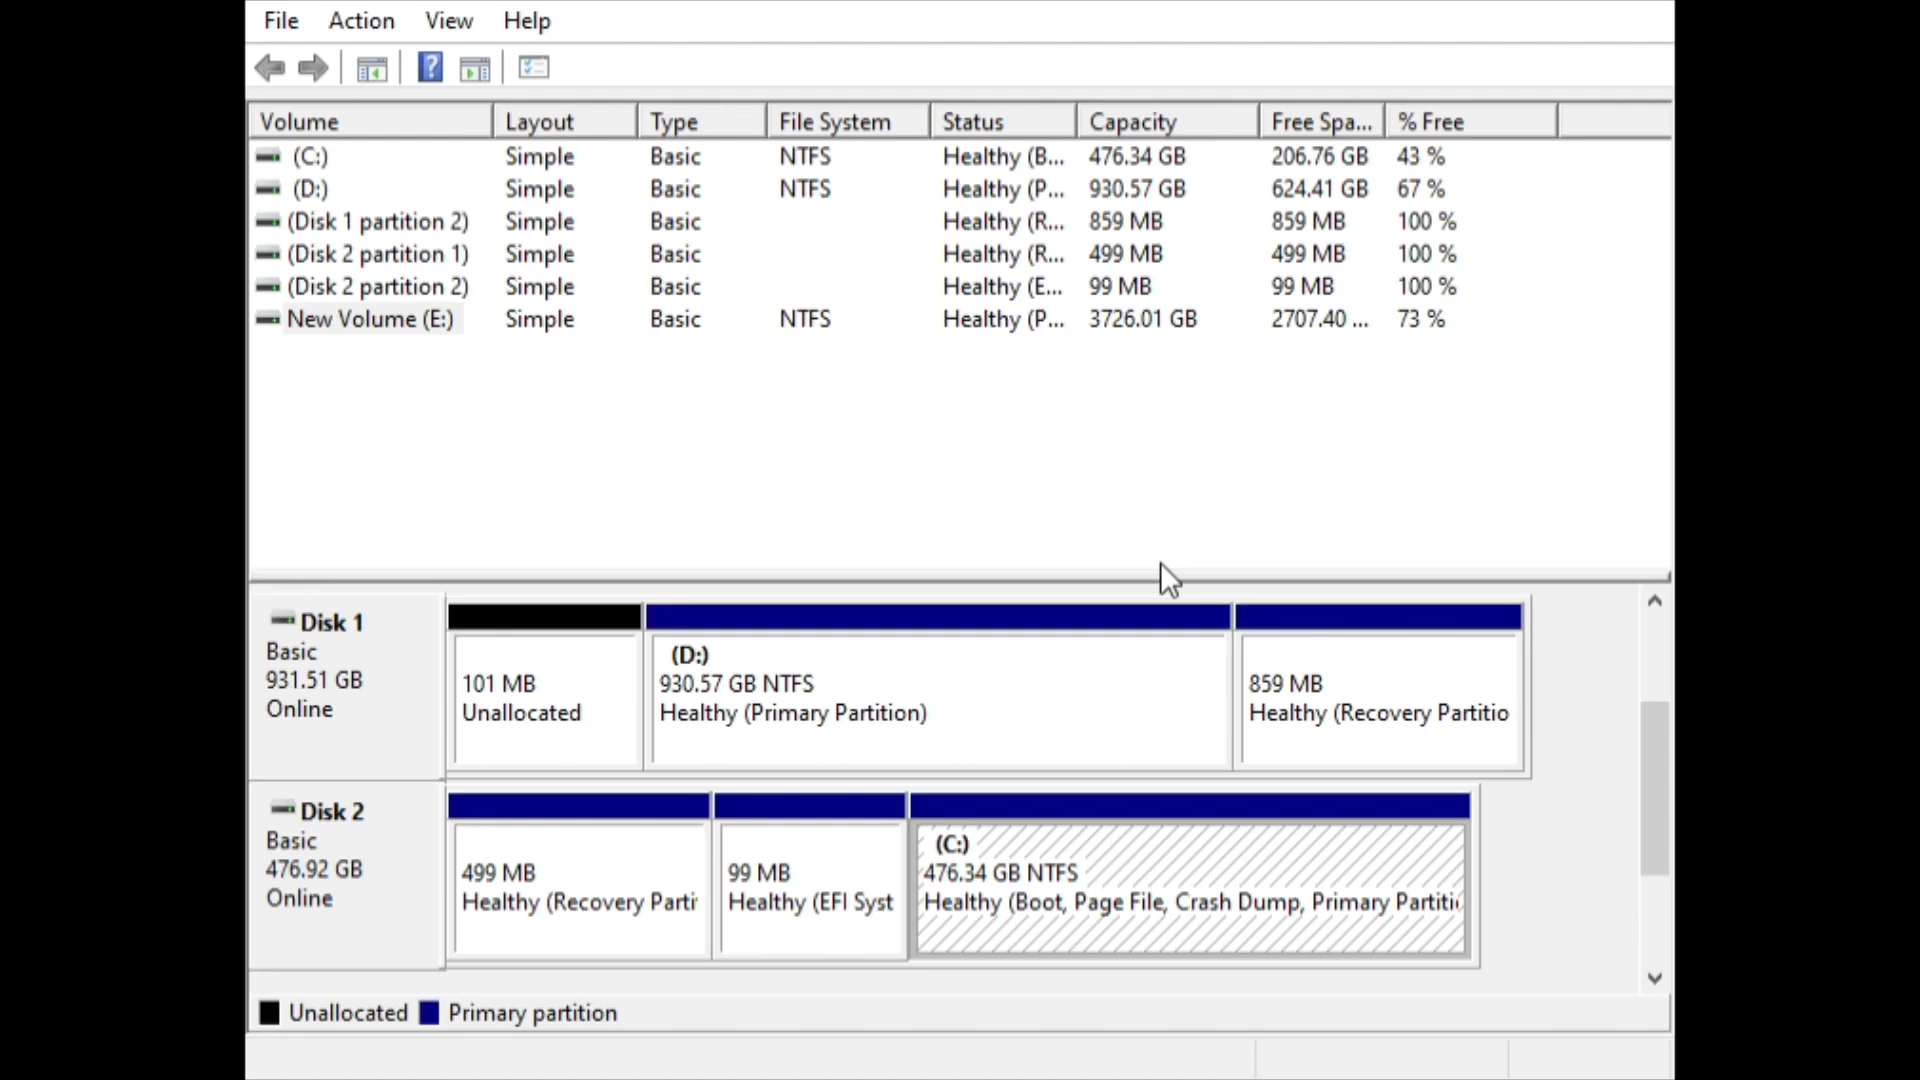 File Action View Help
Volume Layout Type File System Status Capacity Free Spa... % Free
(C:) Simple Basic NTFS Healthy (B... 476.34 GB 206.76 GB 43 %
(D:) Simple Basic NTFS Healthy (P... 930.57 GB 624.41 GB 67 %
(Disk 1 partition 2) Simple Basic Healthy (R... 859 MB 859 MB 100 %
(Disk 2 partition 1) Simple Basic Healthy (R... 499 MB 499 MB 100 %
(Disk 2 partition 2) Simple Basic Healthy (E... 99 MB 99 MB 100 %
New Volume (E:) Simple Basic NTFS Healthy (P... 3726.01 GB 2707.40 ... 73 %
Disk 1
Basic
931.51 GB
Online
101 MB
Unallocated
(D:)
930.57 GB NTFS
Healthy (Primary Partition)
859 MB
Healthy (Recovery Partitio
Disk 2
Basic
476.92 GB
Online
499 MB
Healthy (Recovery Parti
99 MB
Healthy (EFI Syst
(C:)
476.34 GB NTFS
Healthy (Boot, Page File, Crash Dump, Primary Partiti
Unallocated Primary partition